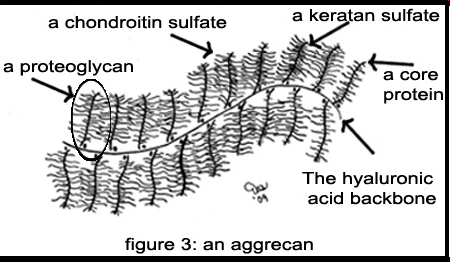 a chondroitin sulfate
a keratan sulfate
a proteoglycan
a core
protein
The hyaluronic
acid backbone
figure 3: an aggrecan